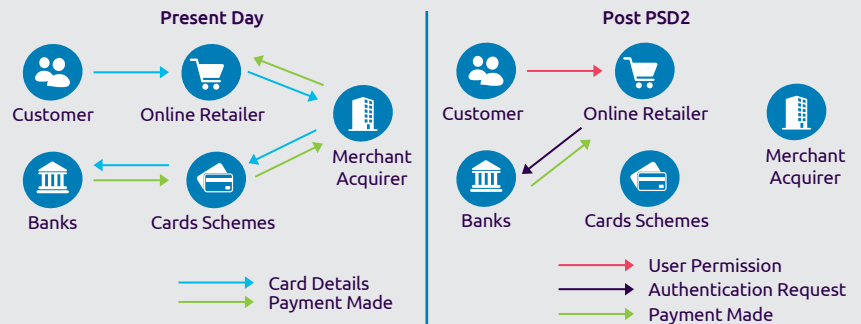 Present Day
Customer
Online Retailer
Merchant
Acquirer
Banks
Cards Schemes
Card Details
Payment Made
Post PSD2
Customer
Online Retailer
Merchant
Acquirer
Banks
Cards Schemes
User Permission
Authentication Request
Payment Made